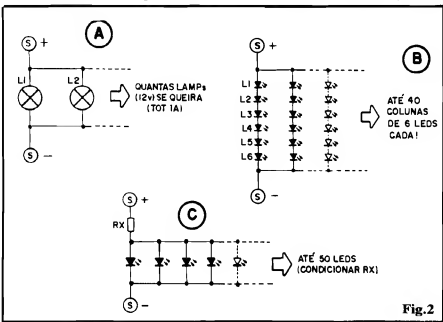 A
S +
L1
L2
QUANTAS LAMPs
(12v) SE QUEIRA
(TOT 1A)
S −
B
S +
L1
L2
L3
L4
L5
L6
ATÉ 40
COLUNAS
DE 6 LEDS
CADA!
S −
C
S +
RX
ATÉ 50 LEDS
(CONDICIONAR RX)
S −
Fig.2